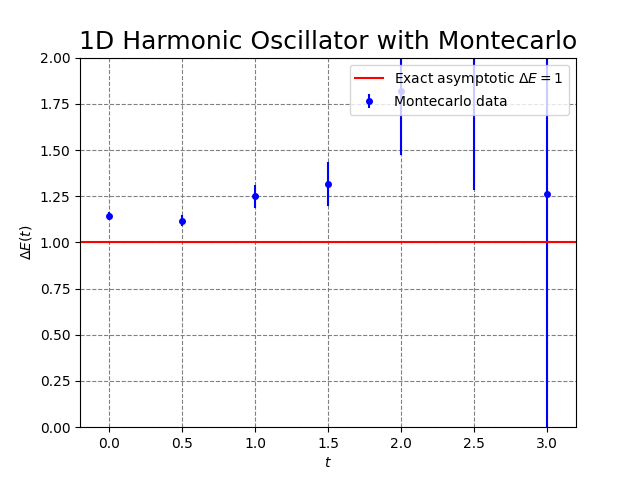 1D Harmonic Oscillator with Montecarlo
2.00
1.75
1.50
1.25
1.00
0.75
0.50
0.25
0.00
ΔE(t)
Exact asymptotic ΔE = 1
Montecarlo data
0.0 0.5 1.0 1.5 2.0 2.5 3.0
t